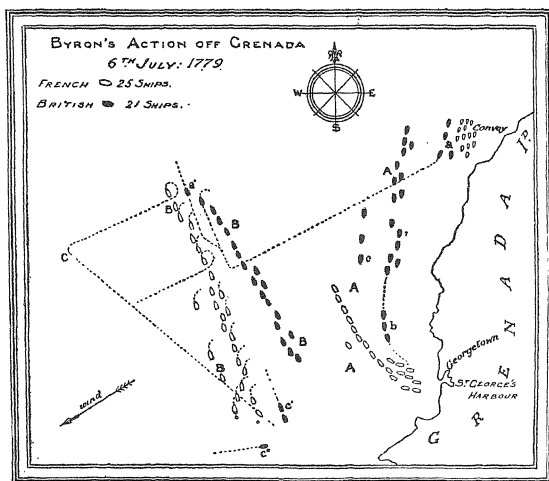 BYRON'S ACTION OFF GRENADA
6TH JULY: 1779
FRENCH 25 SHIPS.
BRITISH 21 SHIPS.
W E
S
Convoy
a
A
ID
a'
B
B
A
C
c
A
b
B
B
A
Georgetown
ST GEORGE'S
HARBOUR
wind
c'
c"
GRENADA